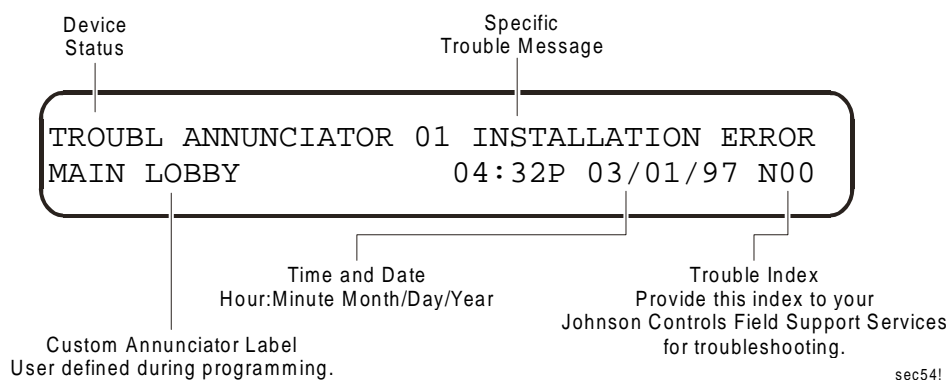 Device
Status
Specific
Trouble Message
TROUBL ANNUNCIATOR 01 INSTALLATION ERROR
MAIN LOBBY 04:32P 03/01/97 N00
Time and Date
Hour:Minute Month/Day/Year
Trouble Index
Provide this index to your
Johnson Controls Field Support Services
for troubleshooting.
Custom Annunciator Label
User defined during programming.
sec54!